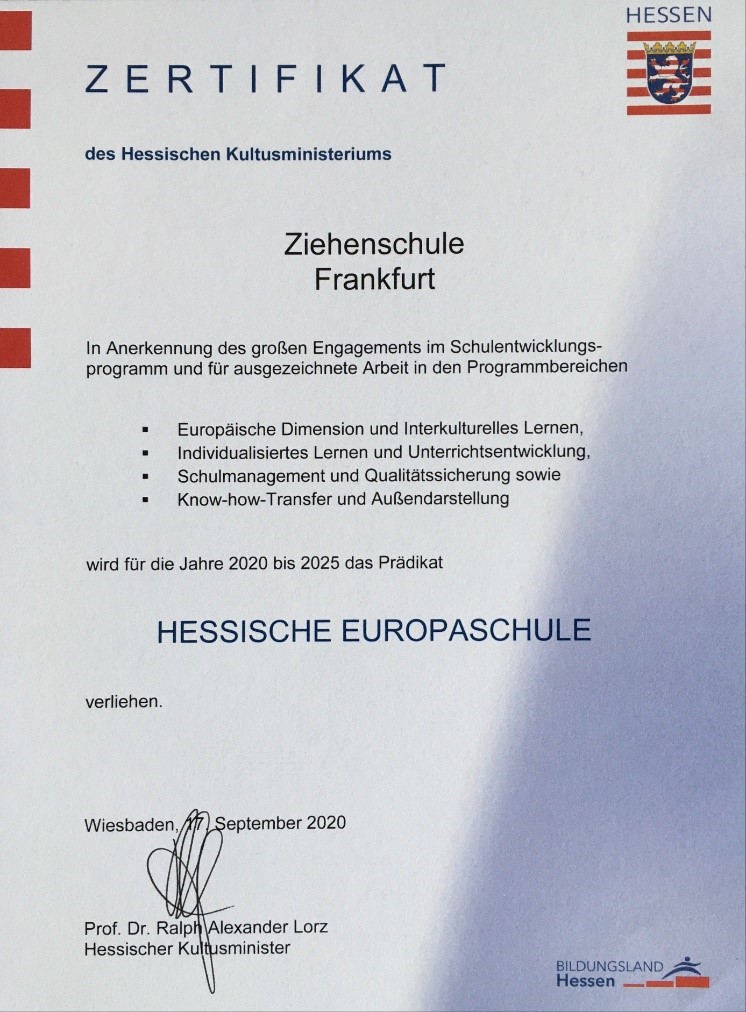 HESSEN
ZERTIFIKAT
des Hessischen Kultusministeriums
Ziehenschule
Frankfurt
In Anerkennung des großen Engagements im Schulentwicklungs-
programm und für ausgezeichnete Arbeit in den Programmbereichen
▪ Europäische Dimension und Interkulturelles Lernen,
▪ Individualisiertes Lernen und Unterrichtsentwicklung,
▪ Schulmanagement und Qualitätssicherung sowie
▪ Know-how-Transfer und Außendarstellung
wird für die Jahre 2020 bis 2025 das Prädikat
HESSISCHE EUROPASCHULE
verliehen.
Wiesbaden, 17. September 2020
Prof. Dr. Ralph Alexander Lorz
Hessischer Kultusminister
BILDUNGSLAND
Hessen